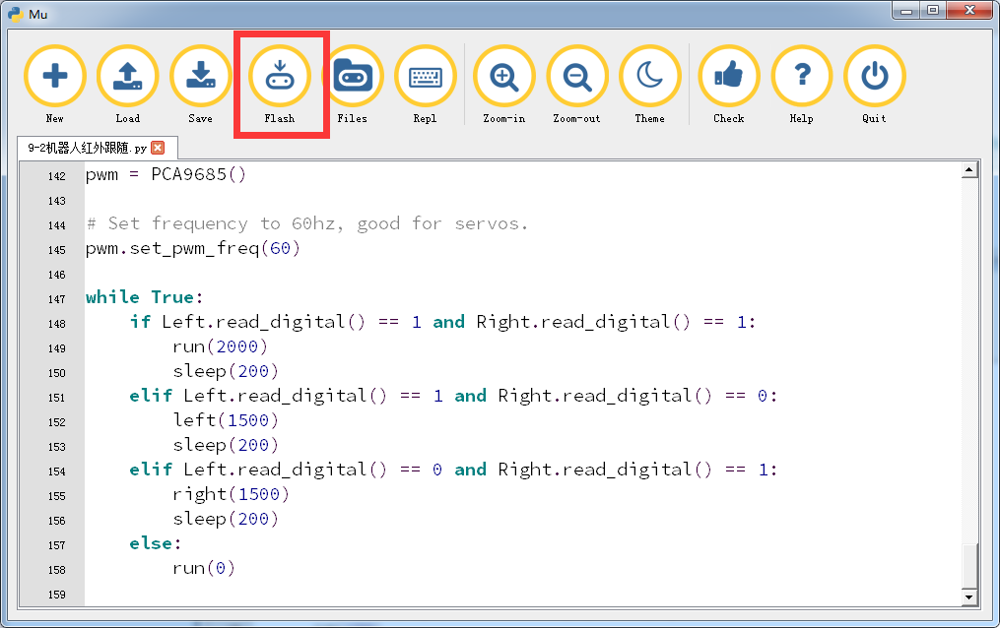 Mu
New Load Save Flash Files Repl Zoom-in Zoom-out Theme Check Help Quit
9-2机器人红外跟随.py
142 pwm = PCA9685()
143
144 # Set frequency to 60hz, good for servos.
145 pwm.set_pwm_freq(60)
146
147 while True:
148     if Left.read_digital() == 1 and Right.read_digital() == 1:
149         run(2000)
150         sleep(200)
151     elif Left.read_digital() == 1 and Right.read_digital() == 0:
152         left(1500)
153         sleep(200)
154     elif Left.read_digital() == 0 and Right.read_digital() == 1:
155         right(1500)
156         sleep(200)
157     else:
158         run(0)
159